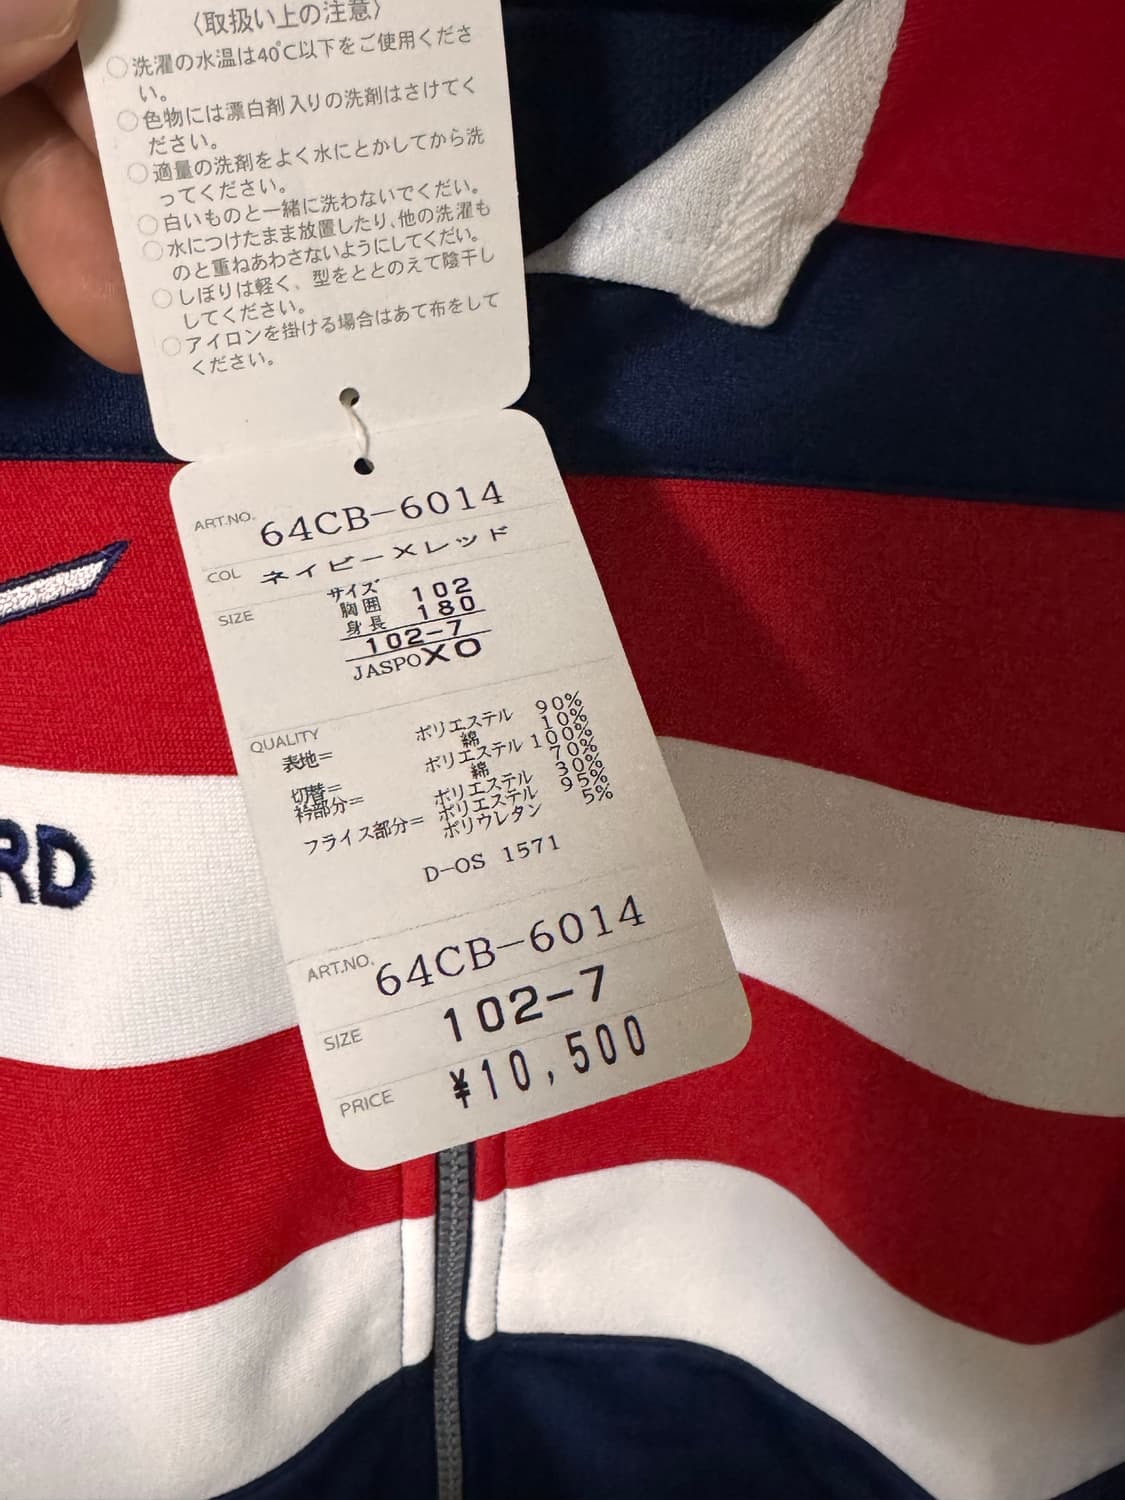 〈取扱い上の注意〉
○洗濯の水温は40℃以下をご使用くださ
い。
○色物には漂白剤入りの洗剤はさけてく
ださい。
○適量の洗剤をよく水にとかしてから洗
ってください。
○白いものと一緒に洗わないでくだい。
○水につけたまま放置したり、他の洗濯も
のと重ねあわさないようにしてくだい。
○しぼりは軽く、型をととのえて陰干し
してください。
○アイロンを掛ける場合はあて布をして
ください。
ART.NO. 64CB-6014
COL ネイビー×レッド
SIZE サイズ
胸囲 102
身長 180
102-7
JASPO XO
QUALITY
表地= ポリエステル 90%
綿 10%
切替= ポリエステル 100%
衿部分= 綿 70%
ポリエステル 30%
フライス部分= ポリエステル 95%
ポリウレタン 5%
D-OS 1571
ART.NO. 64CB-6014
SIZE 102-7
PRICE ¥10,500
RD